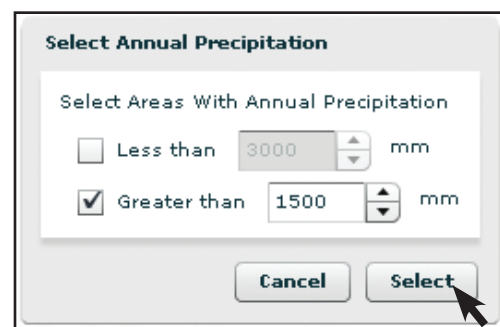 Select Annual Precipitation
Select Areas With Annual Precipitation
Less than 3000 mm
Greater than 1500 mm
Cancel Select